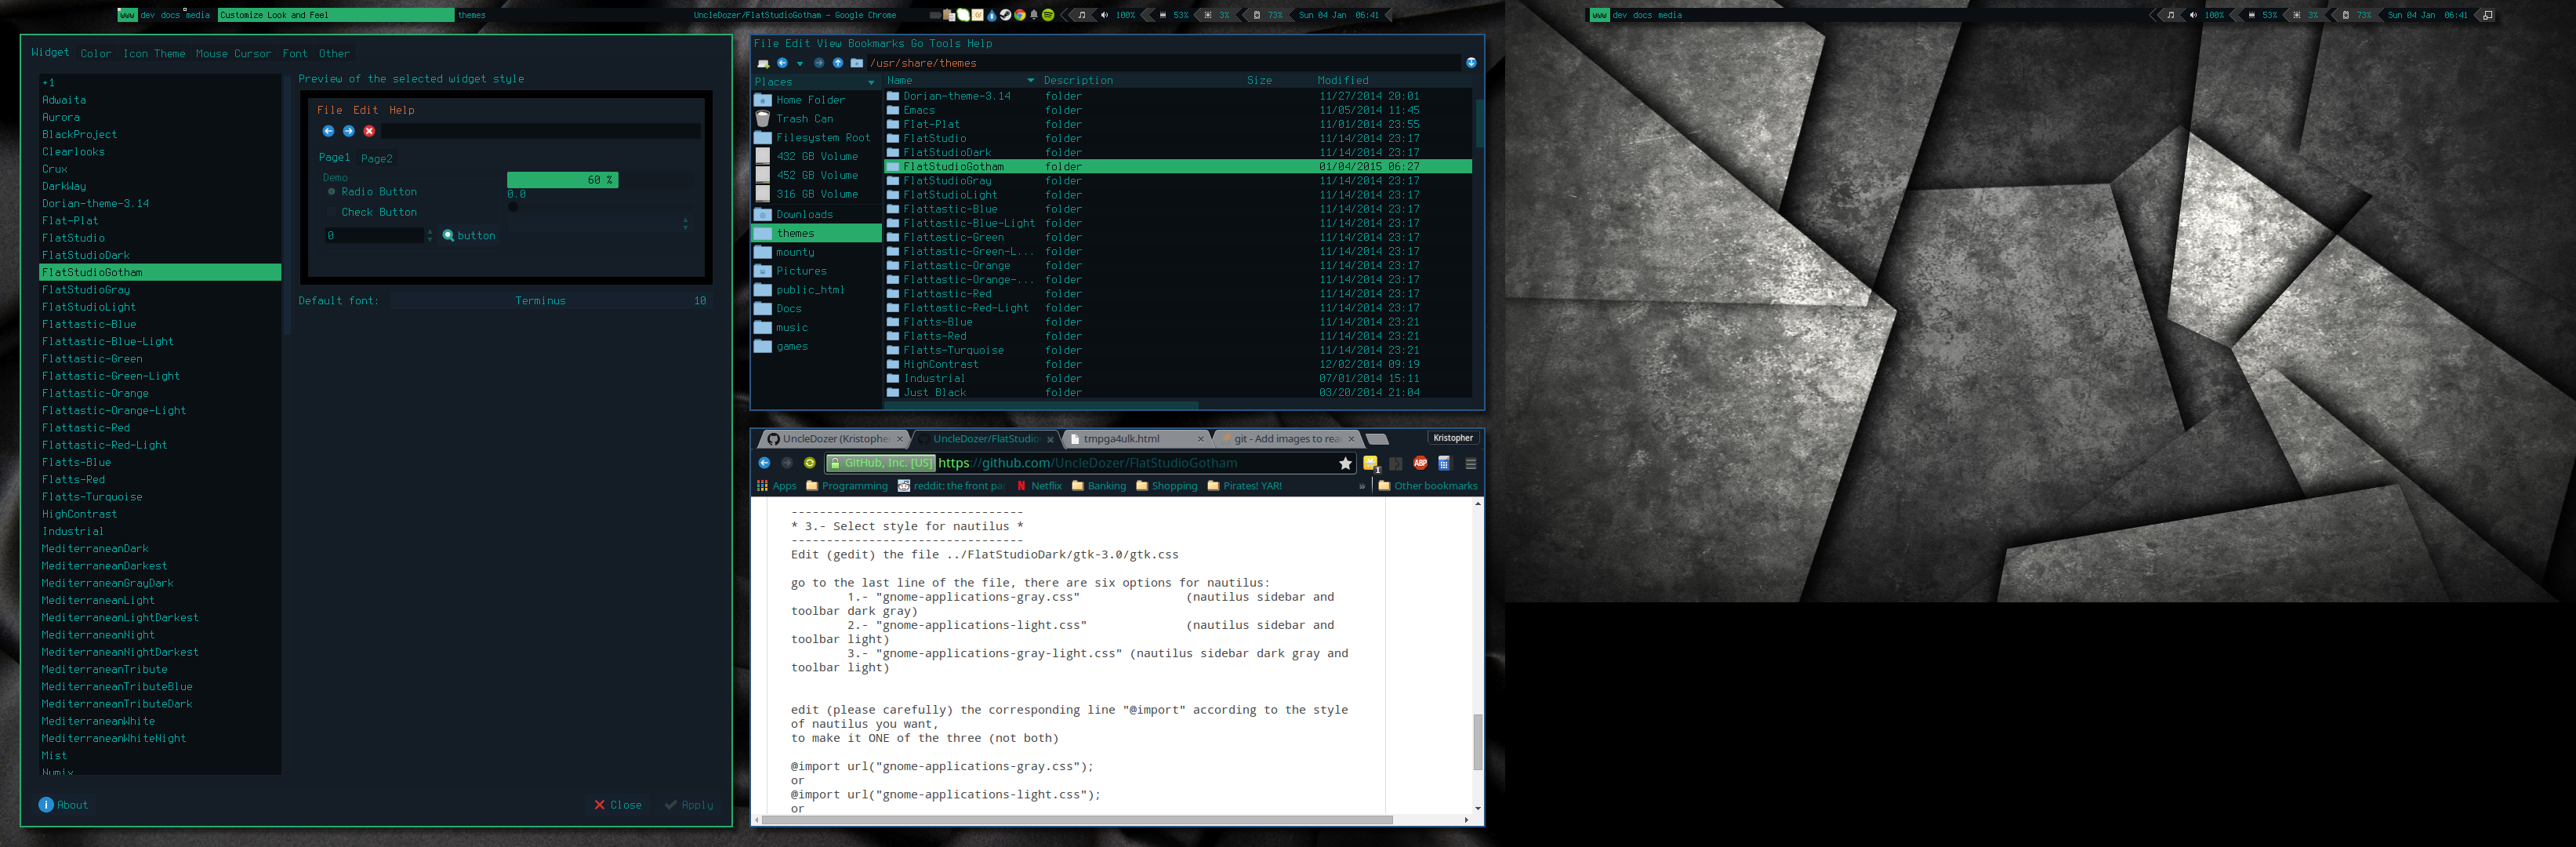 www dev docs media Customize Look and Feel themes UncleDozer/FlatStudioGotham - Google Chrome 100% 53% 3% 73% Sun 04 Jan 06:41
Widget Color Icon Theme Mouse Cursor Font Other
+1
Adwaita
Aurora
BlackProject
Clearlooks
Crux
DarkWay
Dorian-theme-3.14
Flat-Plat
FlatStudio
FlatStudioDark
FlatStudioGotham
FlatStudioGray
FlatStudioLight
Flattastic-Blue
Flattastic-Blue-Light
Flattastic-Green
Flattastic-Green-Light
Flattastic-Orange
Flattastic-Orange-Light
Flattastic-Red
Flattastic-Red-Light
Flatts-Blue
Flatts-Red
Flatts-Turquoise
HighContrast
Industrial
MediterraneanDark
MediterraneanDarkest
MediterraneanGrayDark
MediterraneanLight
MediterraneanLightDarkest
MediterraneanNight
MediterraneanNightDarkest
MediterraneanTribute
MediterraneanTributeBlue
MediterraneanTributeDark
MediterraneanWhite
MediterraneanWhiteNight
Mist
Numix
Preview of the selected widget style
File Edit Help
Page1 Page2
Demo
Radio Button
Check Button
0
button
60 %
0.0
Default font: Terminus 10
About Close Apply
File Edit View Bookmarks Go Tools Help
/usr/share/themes
Places
Home Folder
Trash Can
Filesystem Root
432 GB Volume
452 GB Volume
316 GB Volume
Downloads
themes
mounty
Pictures
public_html
Docs
music
games
Name Description Size Modified
Dorian-theme-3.14 folder 11/27/2014 20:01
Emacs folder 11/05/2014 11:45
Flat-Plat folder 11/01/2014 23:55
FlatStudio folder 11/14/2014 23:17
FlatStudioDark folder 11/14/2014 23:17
FlatStudioGotham folder 01/04/2015 06:27
FlatStudioGray folder 11/14/2014 23:17
FlatStudioLight folder 11/14/2014 23:17
Flattastic-Blue folder 11/14/2014 23:17
Flattastic-Blue-Light folder 11/14/2014 23:17
Flattastic-Green folder 11/14/2014 23:17
Flattastic-Green-L... folder 11/14/2014 23:17
Flattastic-Orange folder 11/14/2014 23:17
Flattastic-Orange-... folder 11/14/2014 23:17
Flattastic-Red folder 11/14/2014 23:17
Flattastic-Red-Light folder 11/14/2014 23:17
Flatts-Blue folder 11/14/2014 23:21
Flatts-Red folder 11/14/2014 23:21
Flatts-Turquoise folder 11/14/2014 23:21
HighContrast folder 12/02/2014 09:19
Industrial folder 07/01/2014 15:11
Just Black folder 03/20/2014 21:04
UncleDozer (Kristophe UncleDozer/FlatStudio tmpga4ulk.html git - Add images to rea Kristopher
GitHub, Inc. [US] https://github.com/UncleDozer/FlatStudioGotham
Apps Programming reddit: the front pa Netflix Banking Shopping Pirates! YAR! » Other bookmarks
---------------------------------
* 3.- Select style for nautilus *
---------------------------------
Edit (gedit) the file ../FlatStudioDark/gtk-3.0/gtk.css
go to the last line of the file, there are six options for nautilus:
1.- "gnome-applications-gray.css" (nautilus sidebar and
toolbar dark gray)
2.- "gnome-applications-light.css" (nautilus sidebar and
toolbar light)
3.- "gnome-applications-gray-light.css" (nautilus sidebar dark gray and
toolbar light)
edit (please carefully) the corresponding line "@import" according to the style
of nautilus you want,
to make it ONE of the three (not both)
@import url("gnome-applications-gray.css");
or
@import url("gnome-applications-light.css");
or
www dev docs media 100% 53% 3% 73% Sun 04 Jan 06:41